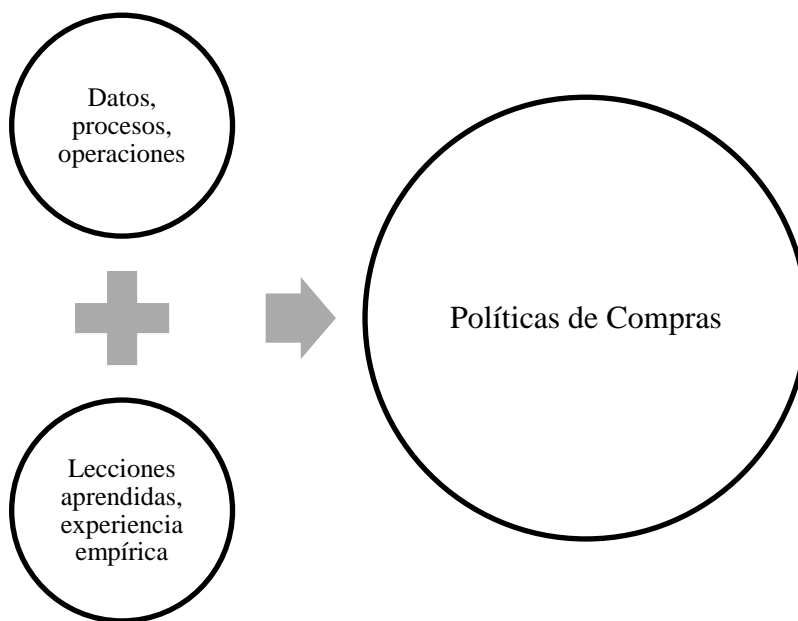 Datos,
procesos,
operaciones
Políticas de Compras
Lecciones
aprendidas,
experiencia
empírica